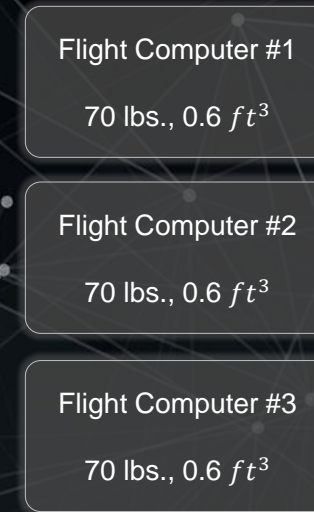 Flight Computer #1
70 lbs., 0.6 𝑓𝑡³
Flight Computer #2
70 lbs., 0.6 𝑓𝑡³
Flight Computer #3
70 lbs., 0.6 𝑓𝑡³